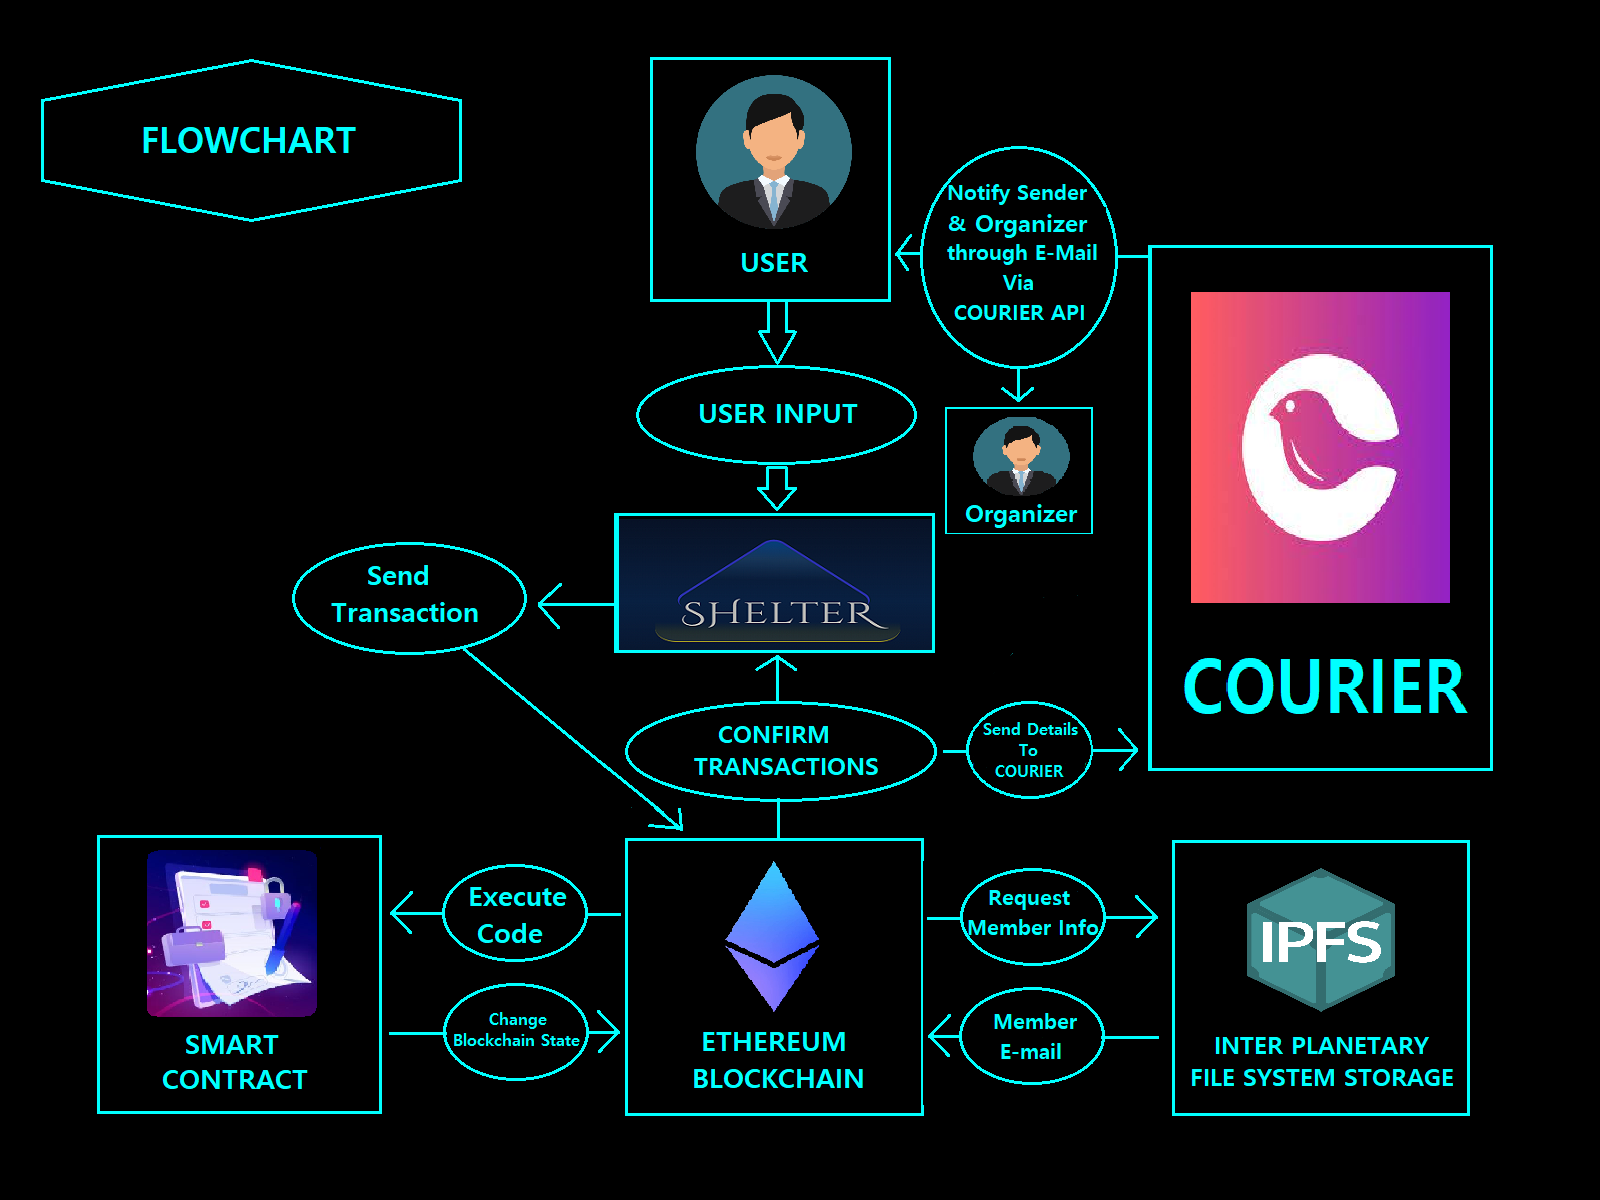 FLOWCHART
USER
Notify Sender
& Organizer
through E-Mail
Via
COURIER API
USER INPUT
Organizer
SHELTER
Send
Transaction
COURIER
CONFIRM
TRANSACTIONS
Send Details
To
COURIER
Execute
Code
Request
Member Info
IPFS
Change
Blockchain State
Member
E-mail
SMART
CONTRACT
ETHEREUM
BLOCKCHAIN
INTER PLANETARY
FILE SYSTEM STORAGE